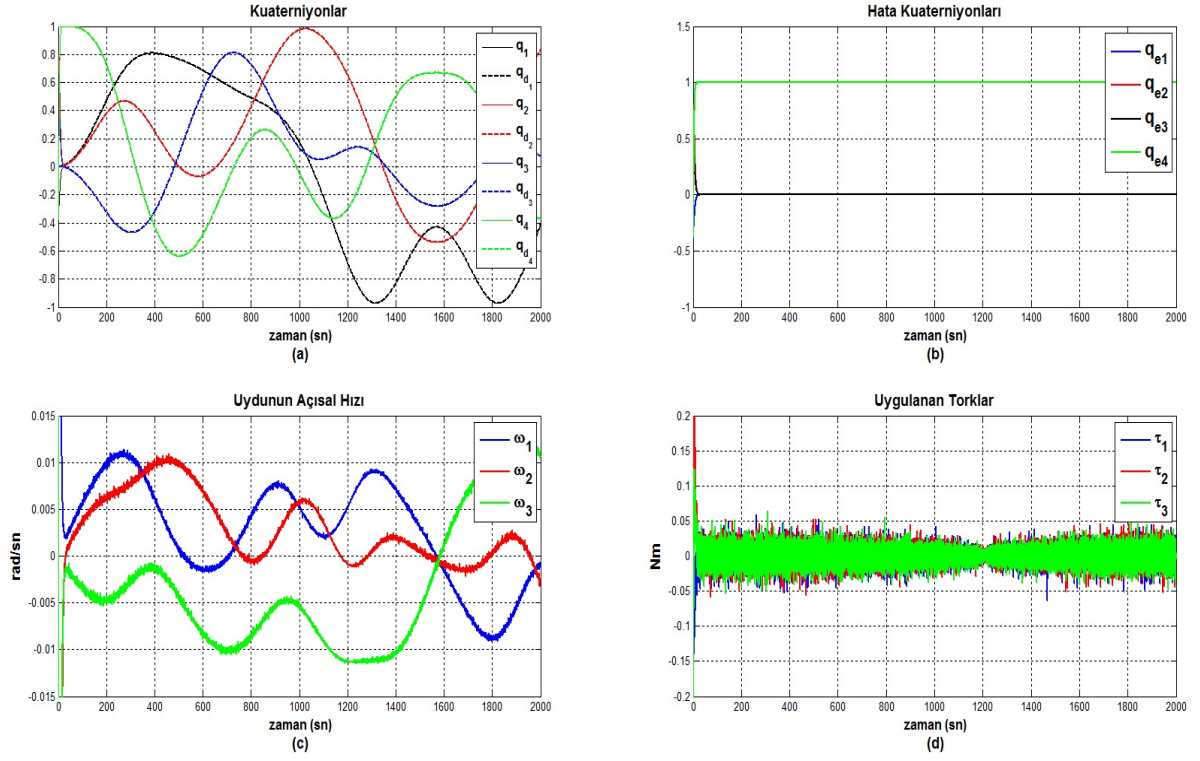 Kuaterniyonlar
1
0.8
0.6
0.4
0.2
0
-0.2
-0.4
-0.6
-0.8
-1
0 200 400 600 800 1000 1200 1400 1600 1800 2000
zaman (sn)
(a)
q1
qd1
q2
qd2
q3
qd3
q4
qd4
Hata Kuaterniyonları
1.5
1
0.5
0
-0.5
1
0 200 400 600 800 1000 1200 1400 1600 1800 2000
zaman (sn)
(b)
qe1
qe2
qe3
qe4
Uydunun Açısal Hızı
rad/sn
0.015
0.010
0.005
0
-0.005
-0.01
-0.015
0 200 400 600 800 1000 1200 1400 1600 1800 2000
zaman (sn)
(c)
ω1
ω2
ω3
Uygulanan Torklar
Nm
0.2
0.15
0.1
0.05
0
-0.05
-0.1
-0.15
-0.2
0 200 400 600 800 1000 1200 1400 1600 1800 2000
zaman (sn)
(d)
τ1
τ2
τ3